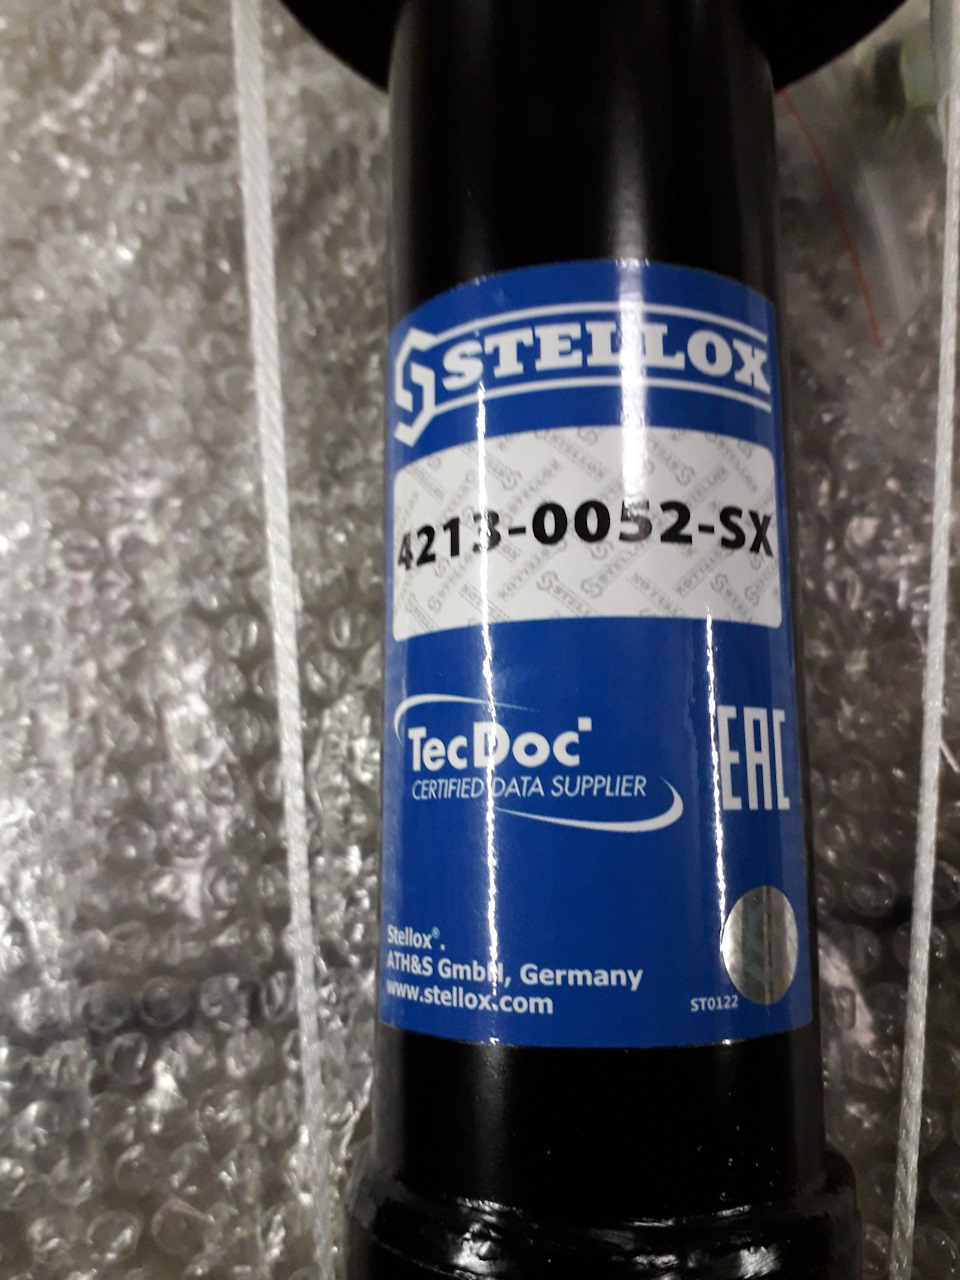 STELLOX
4213-0052-SX
TecDoc
CERTIFIED DATA SUPPLIER
EAC
Stellox®.
ATH&S GmbH, Germany
www.stellox.com
ST0122